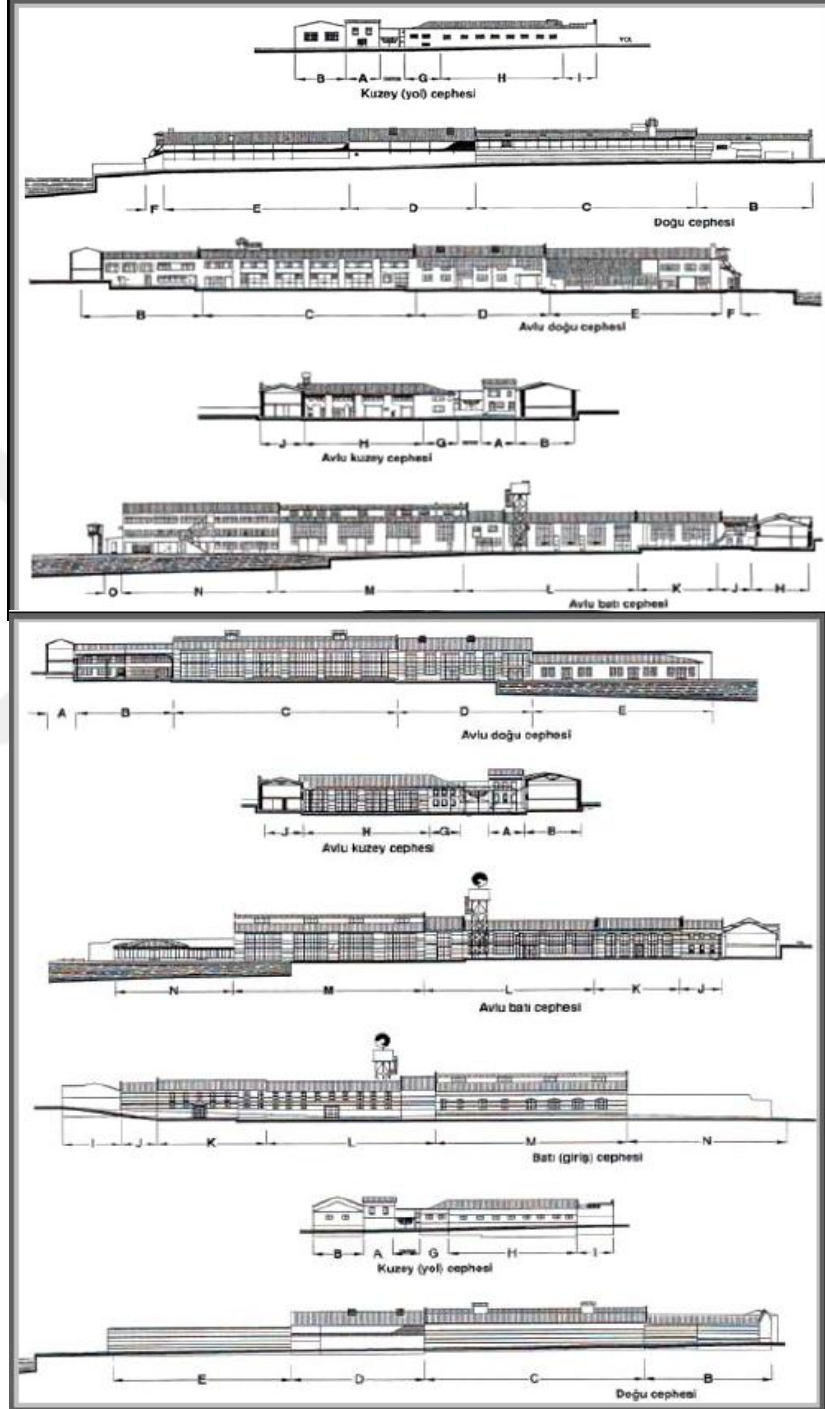 YOL
B A G H I
Kuzey (yol) cephesi
F E D C B
Doğu cephesi
B C D E F
Avlu doğu cephesi
J H G A B
Avlu kuzey cephesi
O N M L K J H
Avlu batı cephesi
A B C D E
Avlu doğu cephesi
J H G A B
Avlu kuzey cephesi
N M L K J
Avlu batı cephesi
I J K L M N
Batı (giriş) cephesi
B A G H I
Kuzey (yol) cephesi
E D C B
Doğu cephesi